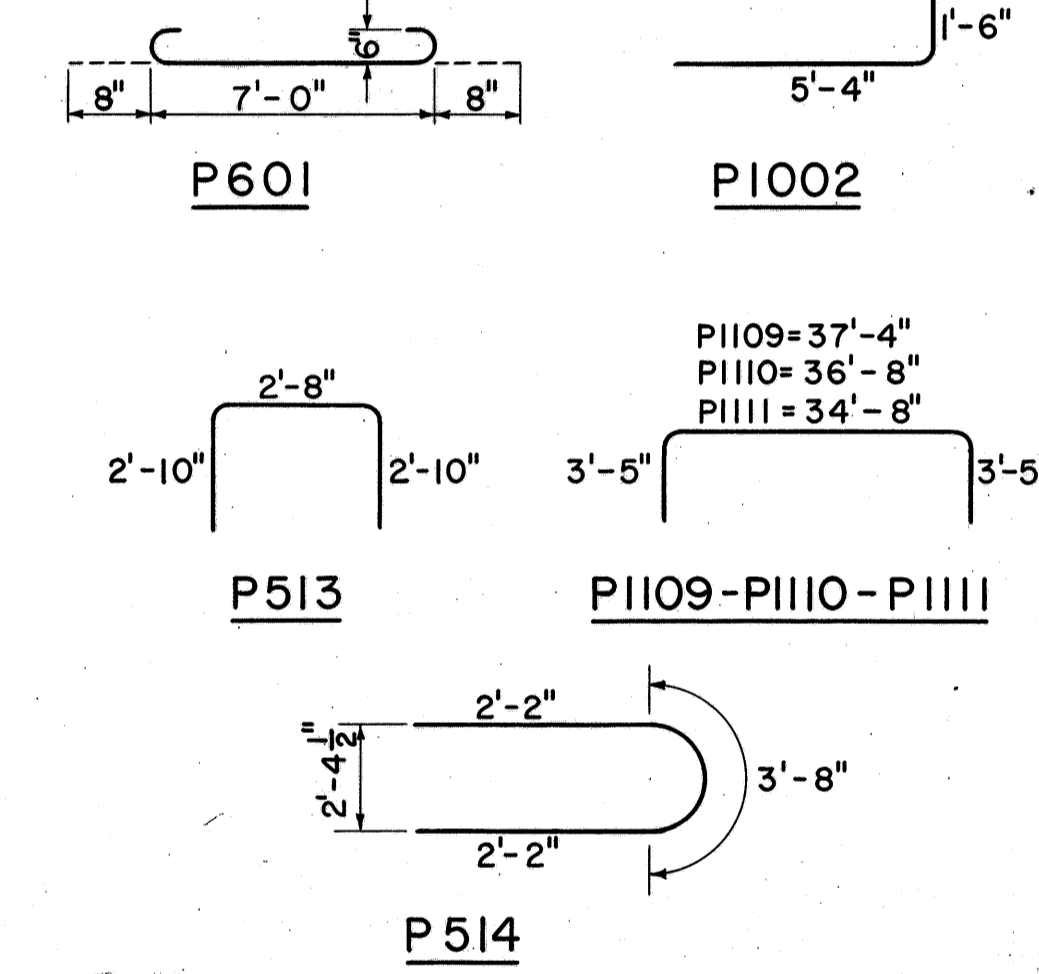 6"
1'-6"
8" 7'-0" 8"
5'-4"
P601
P1002
2'-8"
2'-10" 2'-10"
P513
P1109=37'-4"
P1110=36'-8"
P1111=34'-8"
3'-5" 3'-5
P1109-P1110-P1111
2'-2"
2'-4 1/2"
3'-8"
2'-2"
P514